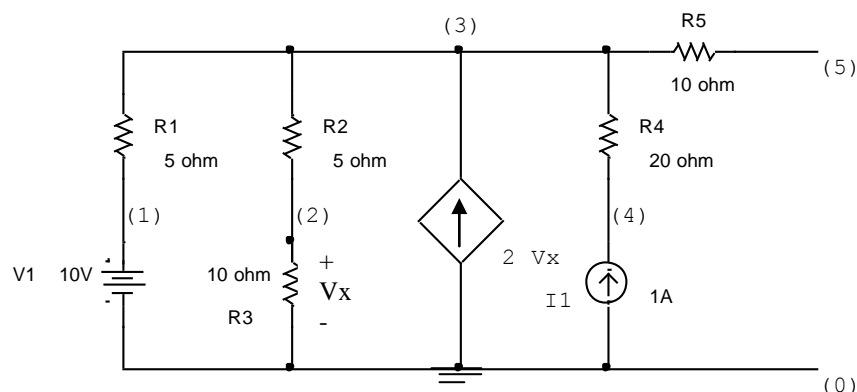 (3)
R5
(5)
10 ohm
R1
5 ohm
R2
5 ohm
R4
20 ohm
(1)
(2)
(4)
V1 10V
10 ohm
+
Vx
-
R3
2 Vx
I1
1A
(0)